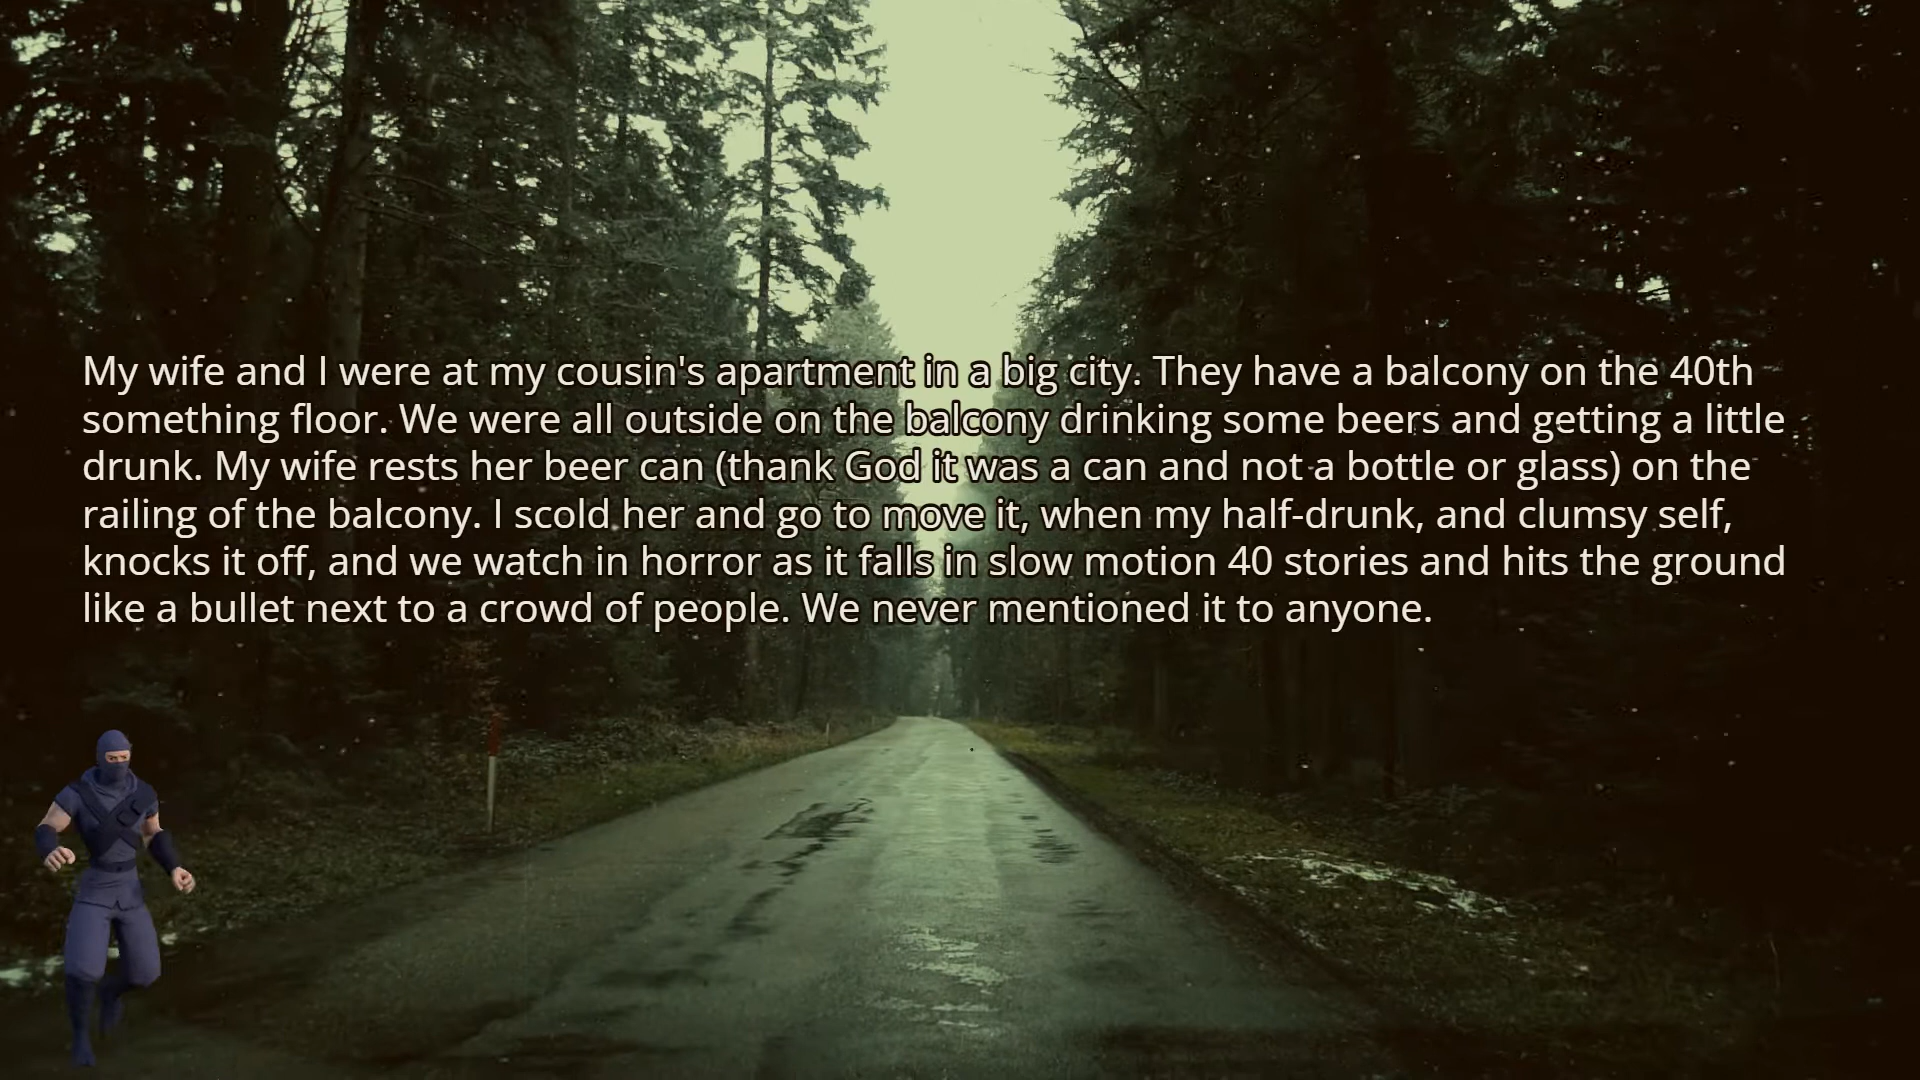 My wife and I were at my cousin's apartment in a big city. They have a balcony on the 40th
something floor. We were all outside on the balcony drinking some beers and getting a little
drunk. My wife rests her beer can (thank God it was a can and not a bottle or glass) on the
railing of the balcony. I scold her and go to move it, when my half-drunk, and clumsy self,
knocks it off, and we watch in horror as it falls in slow motion 40 stories and hits the ground
like a bullet next to a crowd of people. We never mentioned it to anyone.